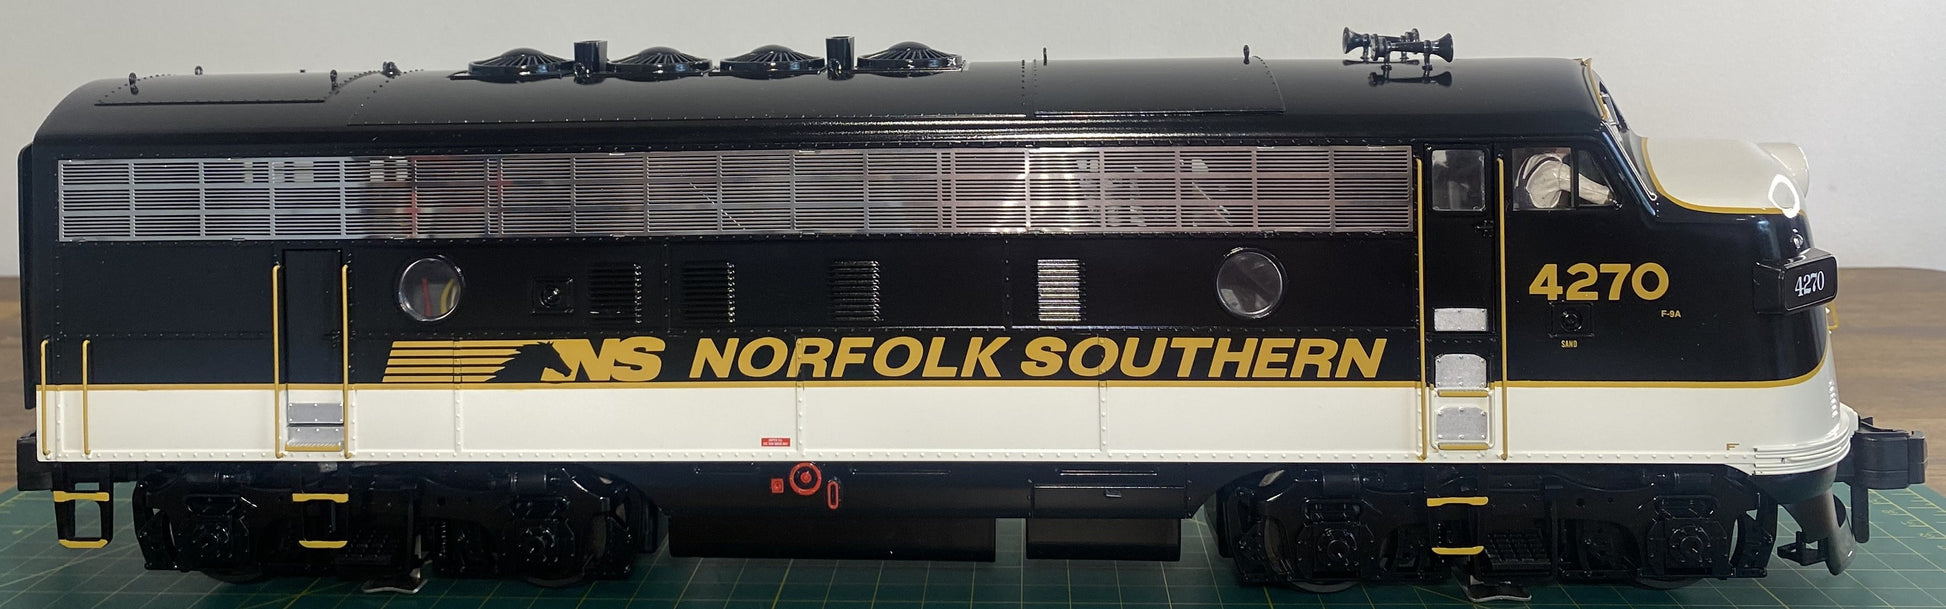 NS NORFOLK SOUTHERN
4270
4270
F-9A
SAND
F